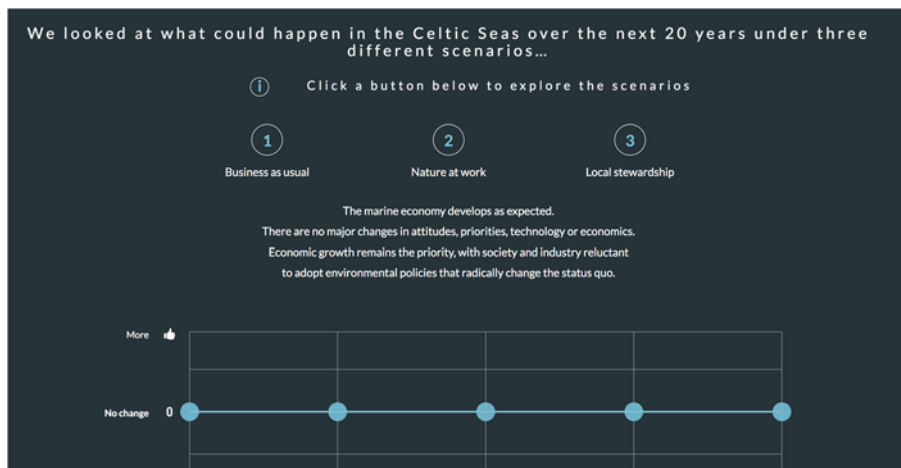 We looked at what could happen in the Celtic Seas over the next 20 years under three
different scenarios...
i Click a button below to explore the scenarios
1 2 3
Business as usual Nature at work Local stewardship
The marine economy develops as expected.
There are no major changes in attitudes, priorities, technology or economics.
Economic growth remains the priority, with society and industry reluctant
to adopt environmental policies that radically change the status quo.
More
No change 0